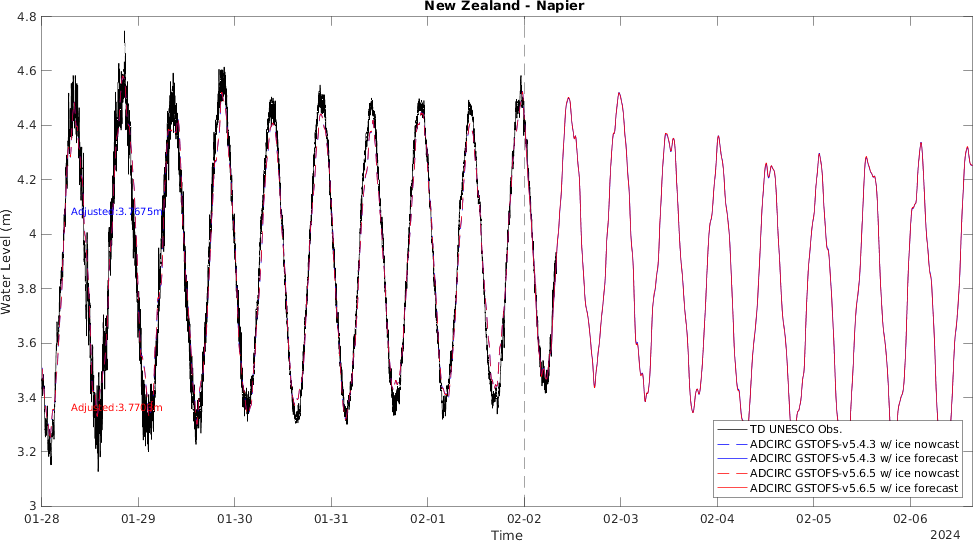 New Zealand - Napier
4.8
4.6
4.4
4.2
4
3.8
3.6
3.4
3.2
3
Water Level (m)
Adjusted:3.7675m
TD UNESCO Obs.
ADCIRC GSTOFS-v5.4.3 w/ ice nowcast
ADCIRC GSTOFS-v5.4.3 w/ ice forecast
ADCIRC GSTOFS-v5.6.5 w/ ice nowcast
ADCIRC GSTOFS-v5.6.5 w/ ice forecast
01-28 01-29 01-30 01-31 02-01 02-02 02-03 02-04 02-05 02-06
Time
2024